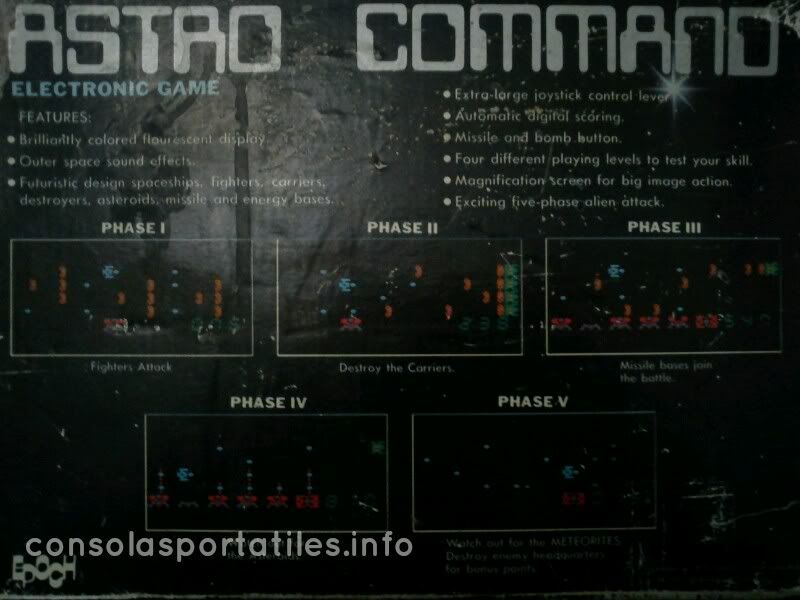 ASTRO COMMAND
ELECTRONIC GAME
FEATURES:
• Brilliantly colored flourescent display.
• Outer space sound effects.
• Futuristic design spaceships, fighters, carriers,
destroyers, asteroids, missile and energy bases.
• Extra-large joystick control lever
• Automatic digital scoring.
• Missile and bomb button.
• Four different playing levels to test your skill.
• Magnification screen for big image action.
• Exciting five-phase alien attack.
PHASE I
PHASE II
PHASE III
Fighters Attack
Destroy the Carriers.
Missile bases join
the battle.
PHASE IV
PHASE V
Watch out for the METEORITES
Destroy enemy headquarters
for bonus points
consolasportatiles.info
EPOCH